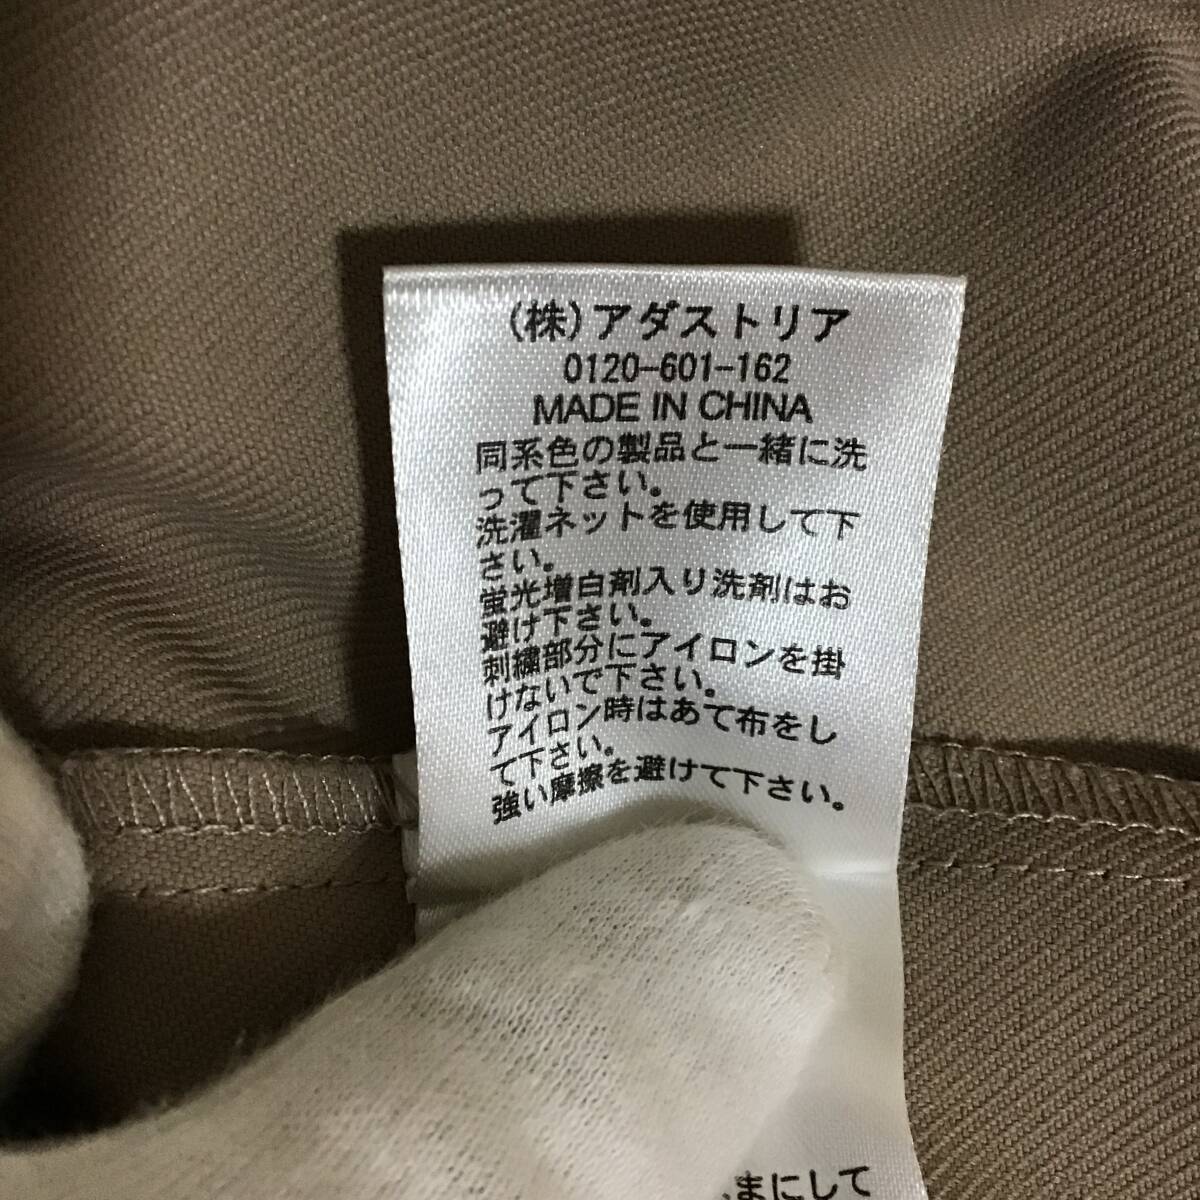 (株)アダストリア
0120-601-162
MADE IN CHINA
同系色の製品と一緒に洗
って下さい。
洗濯ネットを使用して下
さい。
蛍光増白剤入り洗剤はお
避け下さい。
刺繍部分にアイロンを掛
けないで下さい。
アイロン時はあて布をし
て下さい。
強い摩擦を避けて下さい。
まにして